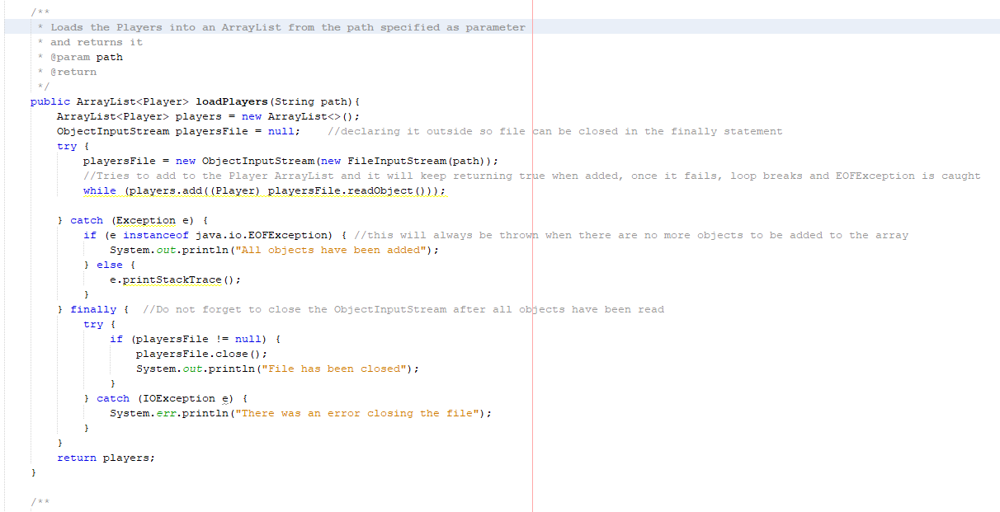 /**
 * Loads the Players into an ArrayList from the path specified as parameter
 * and returns it
 * @param path
 * @return
 */
public ArrayList<Player> loadPlayers(String path){
    ArrayList<Player> players = new ArrayList<>();
    ObjectInputStream playersFile = null;    //declaring it outside so file can be closed in the finally statement
    try {
        playersFile = new ObjectInputStream(new FileInputStream(path));
        //Tries to add to the Player ArrayList and it will keep returning true when added, once it fails, loop breaks and EOFException is caught
        while (players.add((Player) playersFile.readObject()));

    } catch (Exception e) {
        if (e instanceof java.io.EOFException) { //this will always be thrown when there are no more objects to be added to the array
            System.out.println("All objects have been added");
        } else {
            e.printStackTrace();
        }
    } finally {  //Do not forget to close the ObjectInputStream after all objects have been read
        try {
            if (playersFile != null) {
                playersFile.close();
                System.out.println("File has been closed");
            }
        } catch (IOException e) {
            System.err.println("There was an error closing the file");
        }
    }
    return players;
}

/**